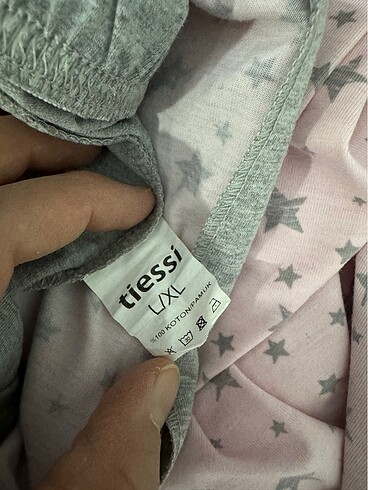 tiessi
L/XL
%100 KOTON/PAMUK